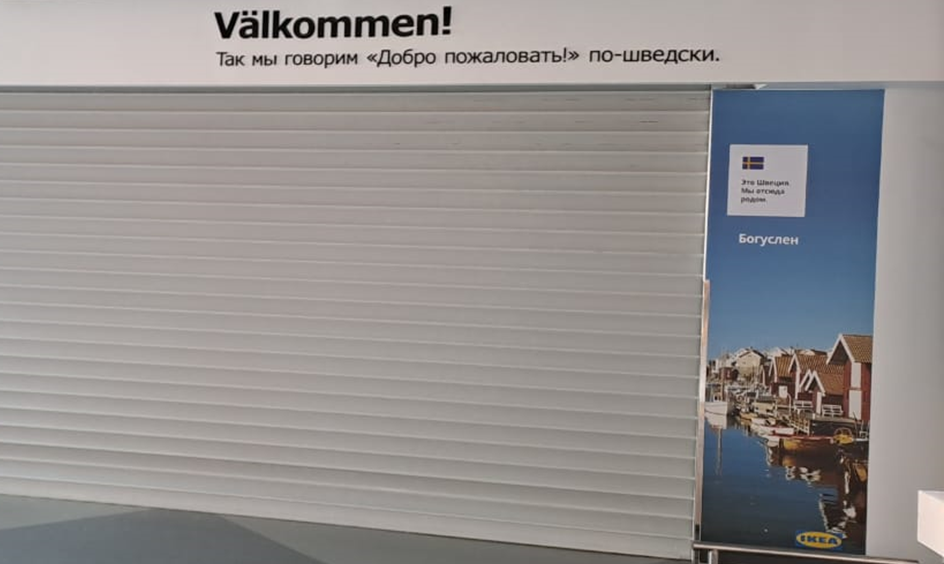 Välkommen!
Так мы говорим «Добро пожаловать!» по-шведски.
Это Швеция.
Мы отсюда
родом.
Богуслен
IKEA